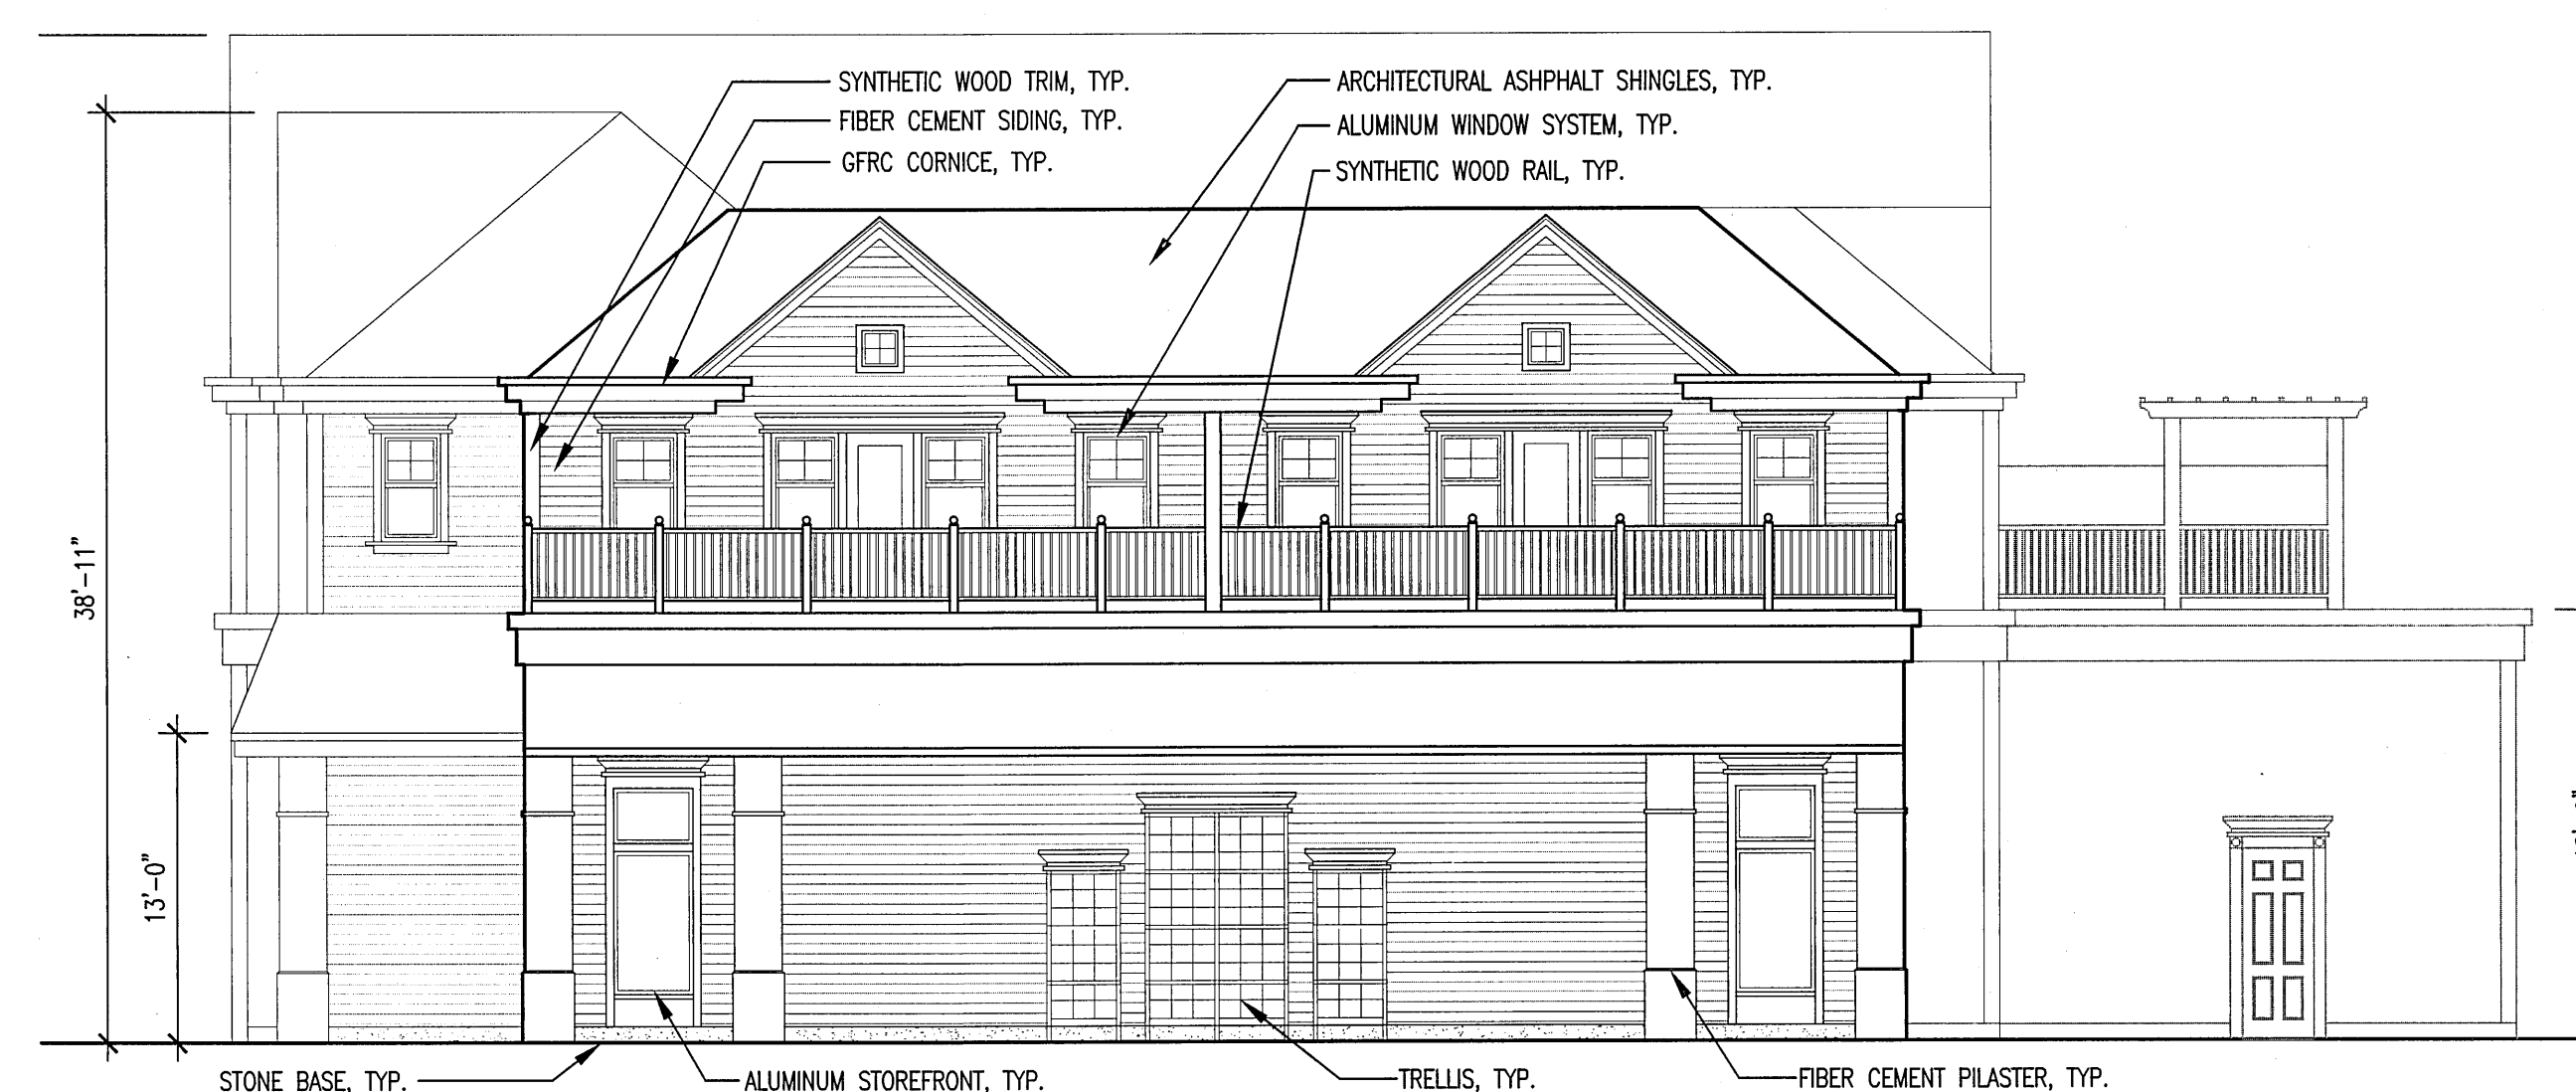 SYNTHETIC WOOD TRIM, TYP.
FIBER CEMENT SIDING, TYP.
GFRC CORNICE, TYP.
ARCHITECTURAL ASHPHALT SHINGLES, TYP.
ALUMINUM WINDOW SYSTEM, TYP.
SYNTHETIC WOOD RAIL, TYP.
38'-11"
13'-0"
STONE BASE, TYP.
ALUMINUM STOREFRONT, TYP.
TRELLIS, TYP.
FIBER CEMENT PILASTER, TYP.